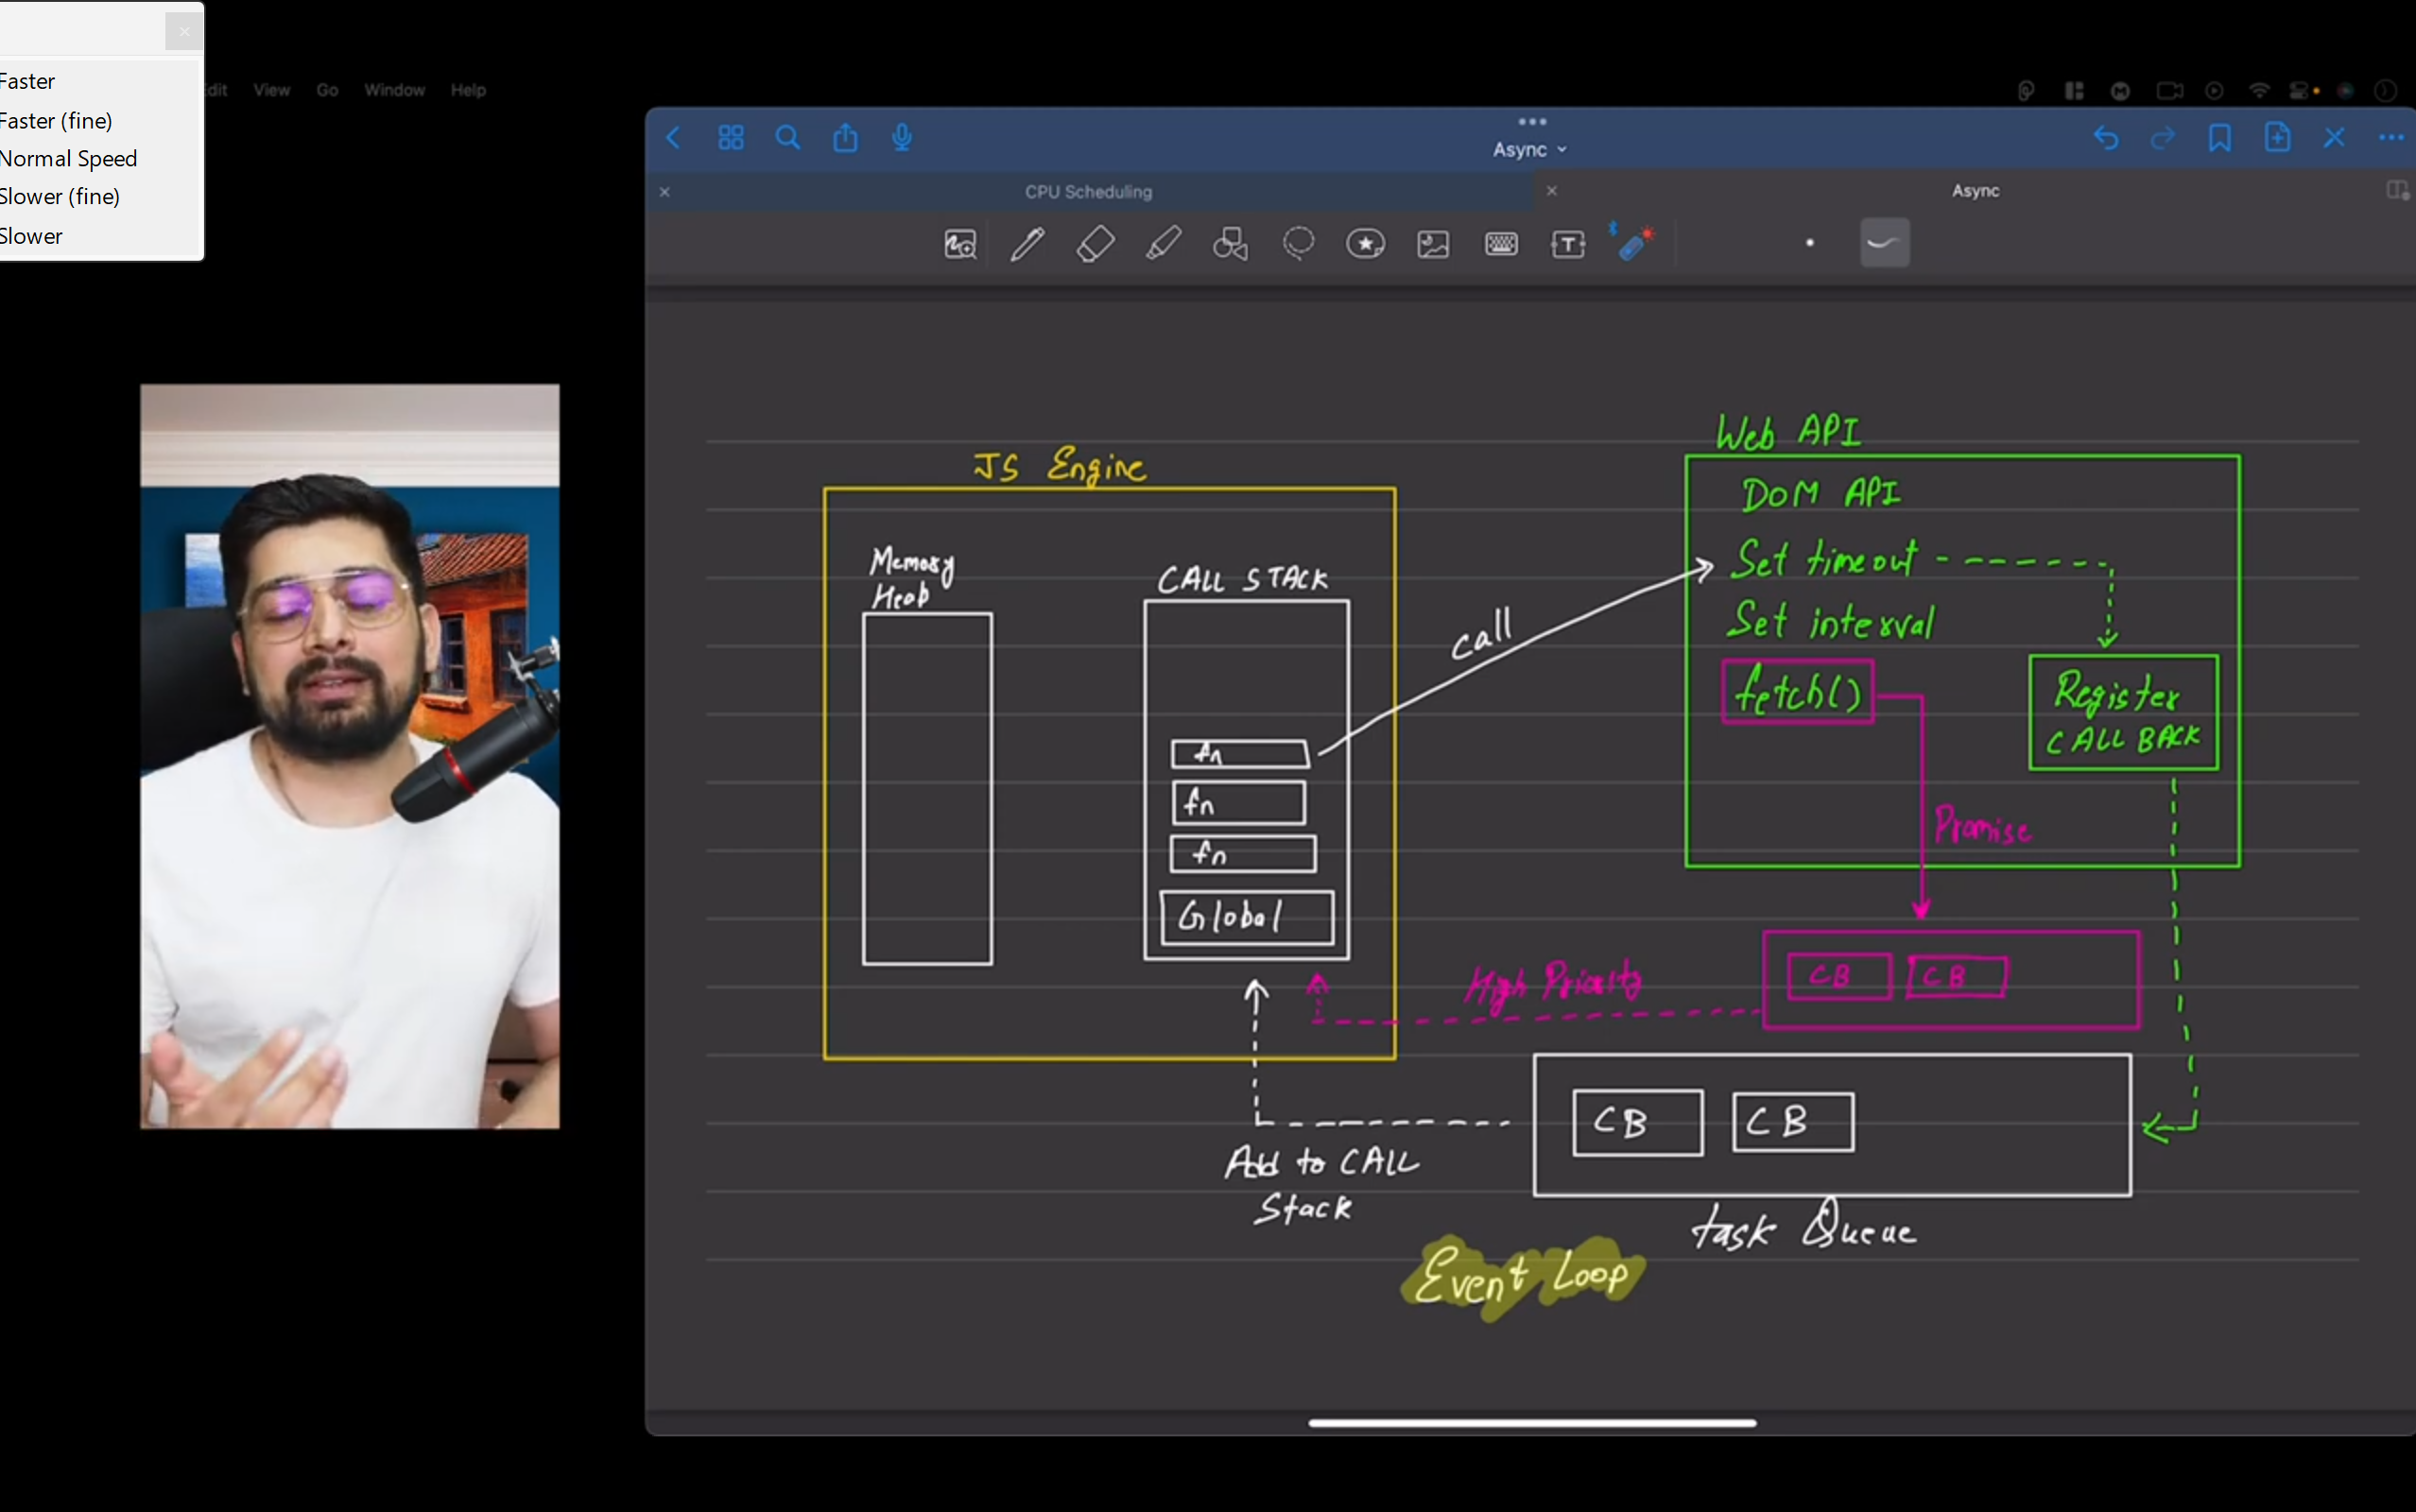 Faster
Faster (fine)
Normal Speed
Slower (fine)
Slower
dit View Go Window Help
Async
CPU Scheduling
Async
T
Web API
JS Engine
DOM API
Memory
Heap
CALL STACK
Set timeout
call
Set interval
fetch()
Register
CALL BACK
fn
fn
fn
Promise
Global
High Priority
CB CB
CB CB
Add to CALL
Stack
Task Queue
Event Loop